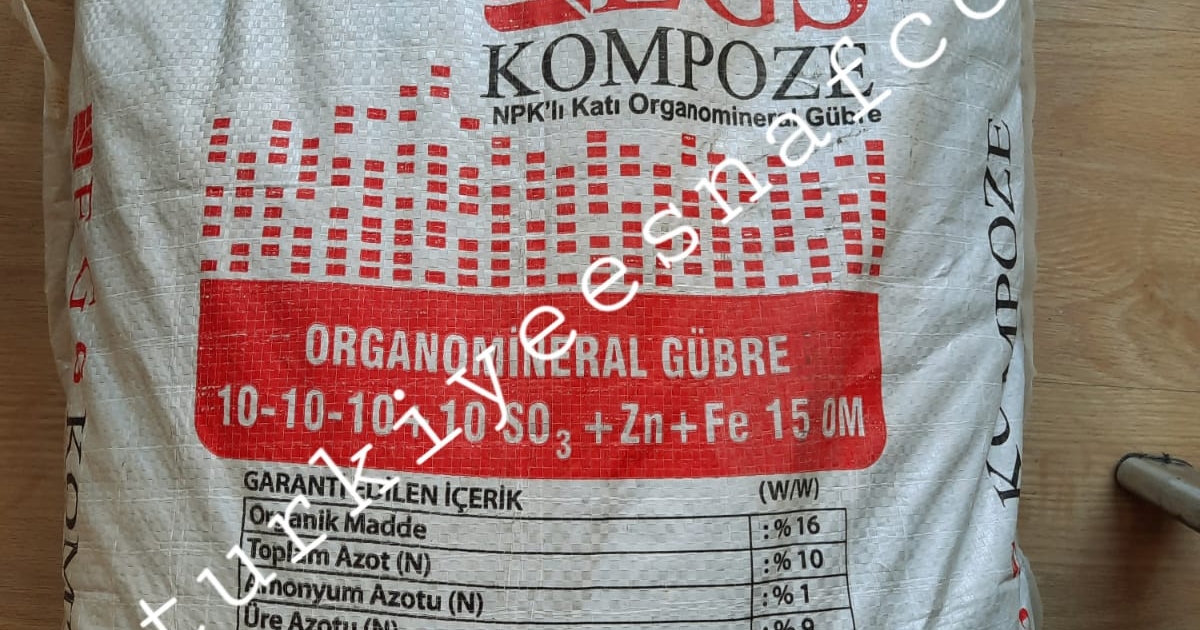 KOMPOZE
NPK'lı Katı Organomineral Gübre
ORGANOMİNERAL GÜBRE
10-10-10+10 SO3 +Zn+Fe 15 OM
GARANTİ EDİLEN İÇERİK (W/W)
Organik Madde :% 16
Toplam Azot (N) :% 10
Amonyum Azotu (N) :% 1
Üre Azotu (N) :% 9
KOMPOZE
turkiyeesnaf.co